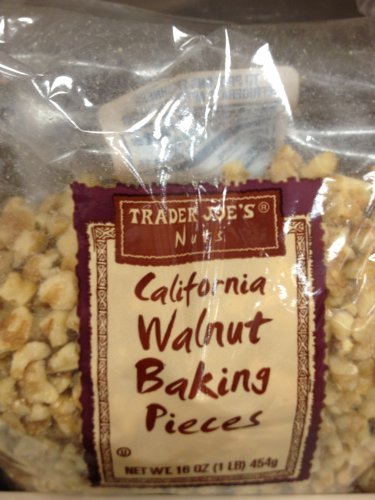 TRADER JOE'S®
NUTS
California
Walnut
Baking
Pieces
U
NET WT. 16 OZ (1 LB) 454g